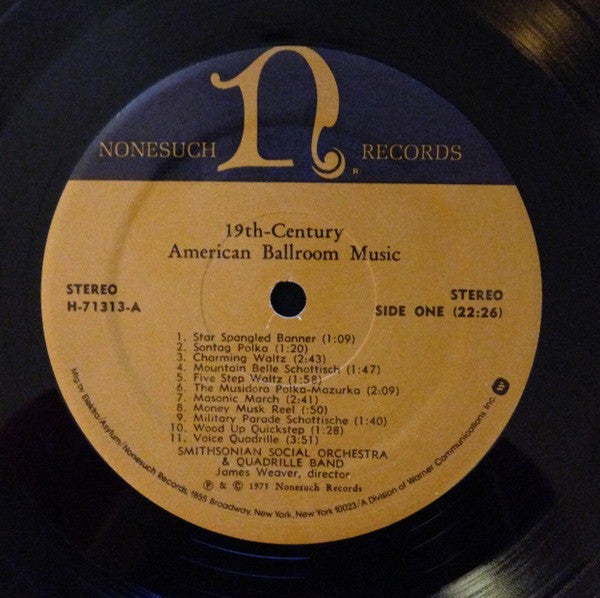 n
NONESUCH RECORDS
R
19th-Century
American Ballroom Music
STEREO
H-71313-A
STEREO
SIDE ONE (22:26)
1. Star Spangled Banner (1:09)
2. Sontag Polka (1:20)
3. Charming Waltz (2:43)
4. Mountain Belle Schottisch (1:47)
5. Five Step Waltz (1:58)
6. The Musidora Polka-Mazurka (2:09)
7. Masonic March (2:41)
8. Money Musk Reel (:50)
9. Military Parade Schottische (1:40)
10. Wood Up Quickstep (1:28)
11. Voice Quadrille (3:51)
SMITHSONIAN SOCIAL ORCHESTRA
& QUADRILLE BAND
James Weaver, director
℗ & © 1975 Nonesuch Records
Mfg by Elektra/Asylum/Nonesuch Records, 1855 Broadway, New York, New York 10023/A Division of Warner Communications Inc. W